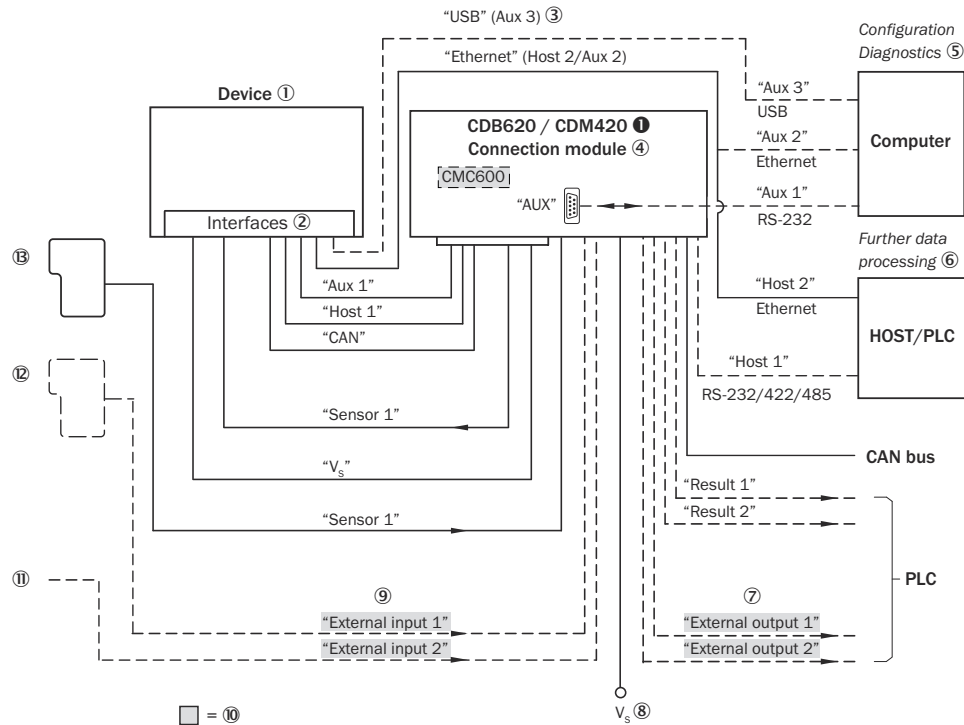 “USB” (Aux 3) ③
Configuration
Diagnostics ⑤
“Ethernet” (Host 2/Aux 2)
Device ①
“Aux 3”
USB
CDB620 / CDM420 ❶
Connection module ④
“Aux 2”
Ethernet
Computer
CMC600
“AUX”
“Aux 1”
RS-232
Interfaces ②
Further data
processing ⑥
⑬
“Aux 1”
“Host 2”
Ethernet
“Host 1”
“CAN”
HOST/PLC
⑫
“Host 1”
RS-232/422/485
“Sensor 1”
CAN bus
“Vs”
“Result 1”
“Result 2”
“Sensor 1”
⑪
PLC
⑨
⑦
“External input 1”
“External output 1”
“External input 2”
“External output 2”
= ⑩
Vs ⑧